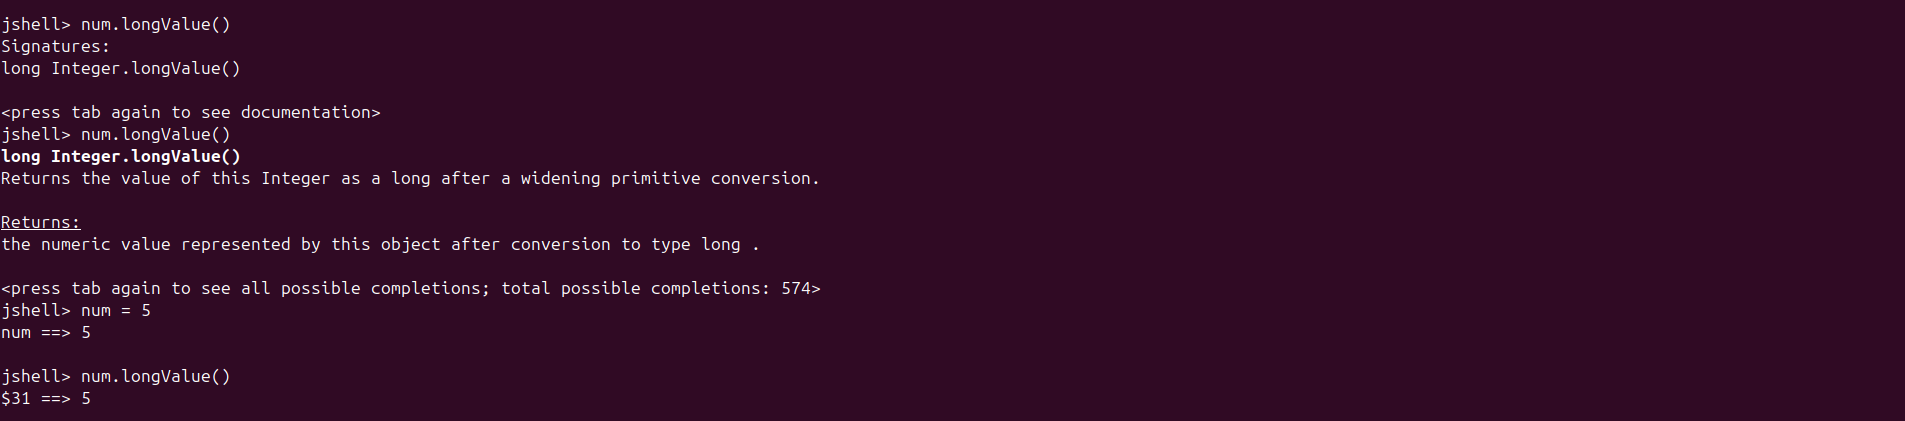 jshell> num.longValue()
Signatures:
long Integer.longValue()
<press tab again to see documentation>
jshell> num.longValue()
long Integer.longValue()
Returns the value of this Integer as a long after a widening primitive conversion.
Returns:
the numeric value represented by this object after conversion to type long .
<press tab again to see all possible completions; total possible completions: 574>
jshell> num = 5
num ==> 5
jshell> num.longValue()
$31 ==> 5